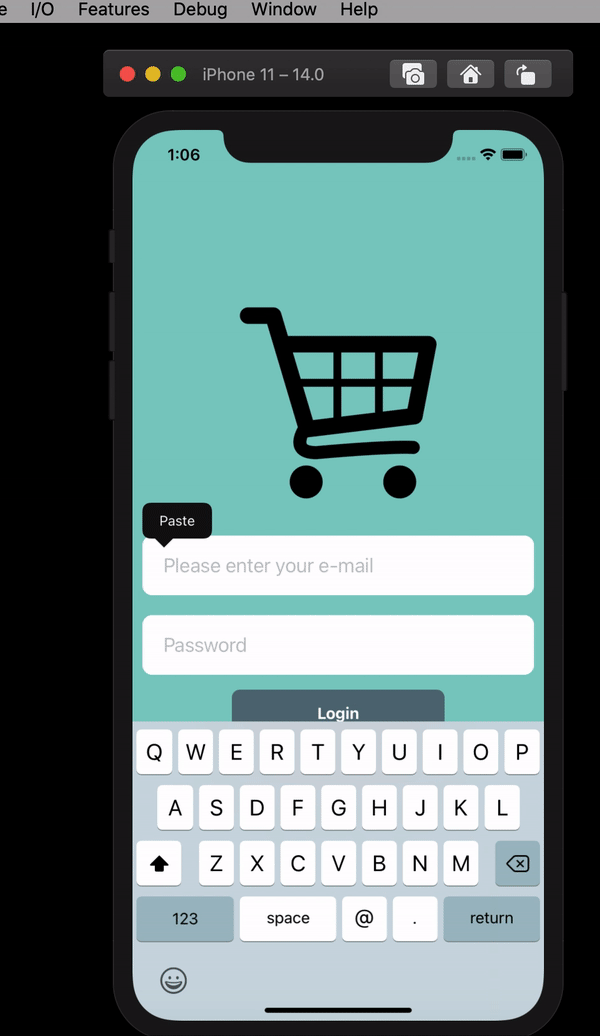 e I/O Features Debug Window Help
iPhone 11 – 14.0
1:06
Paste
Please enter your e-mail
Password
Login
Q W E R T Y U I O P
A S D F G H J K L
Z X C V B N M
123 space @ . return